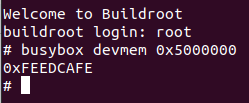 Welcome to Buildroot
buildroot login: root
# busybox devmem 0x5000000
0xFEEDCAFE
#